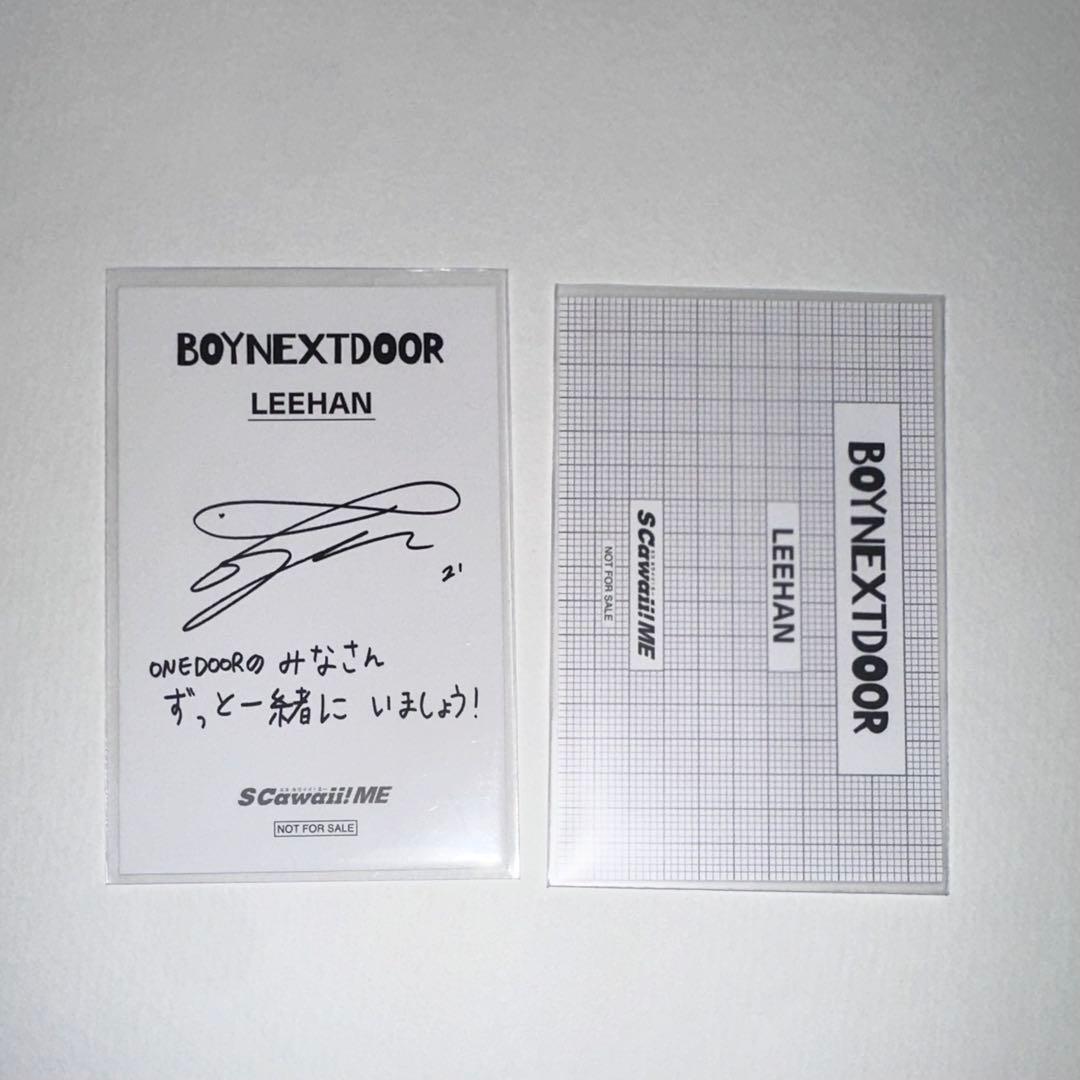 BOYNEXTDOOR
LEEHAN
21
ONEDOORの みなさん
ずっと一緒に いましょう!
SCawaii! ME
NOT FOR SALE
BOYNEXTDOOR
LEEHAN
SCawaii! ME
NOT FOR SALE